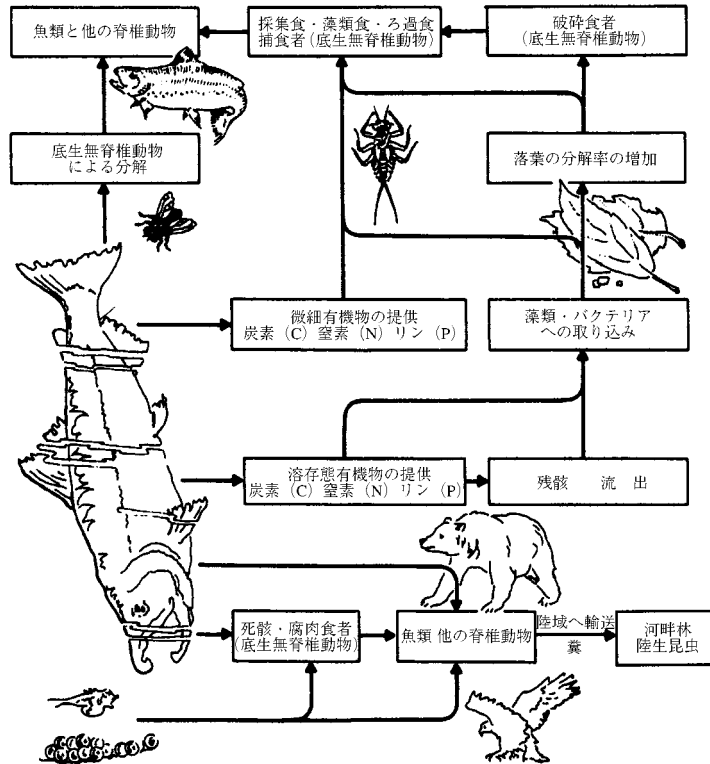 魚類と他の脊椎動物
採集食・藻類食・ろ過食
捕食者（底生無脊椎動物）
破砕食者
（底生無脊椎動物）
底生無脊椎動物
による分解
落葉の分解率の増加
微細有機物の提供
炭素（C）窒素（N）リン（P）
藻類・バクテリア
への取り込み
溶存態有機物の提供
炭素（C）窒素（N）リン（P）
残骸　流　出
死骸・腐肉食者
（底生無脊椎動物）
魚類 他の脊椎動物
陸域へ輸送
糞
河畔林
陸生昆虫